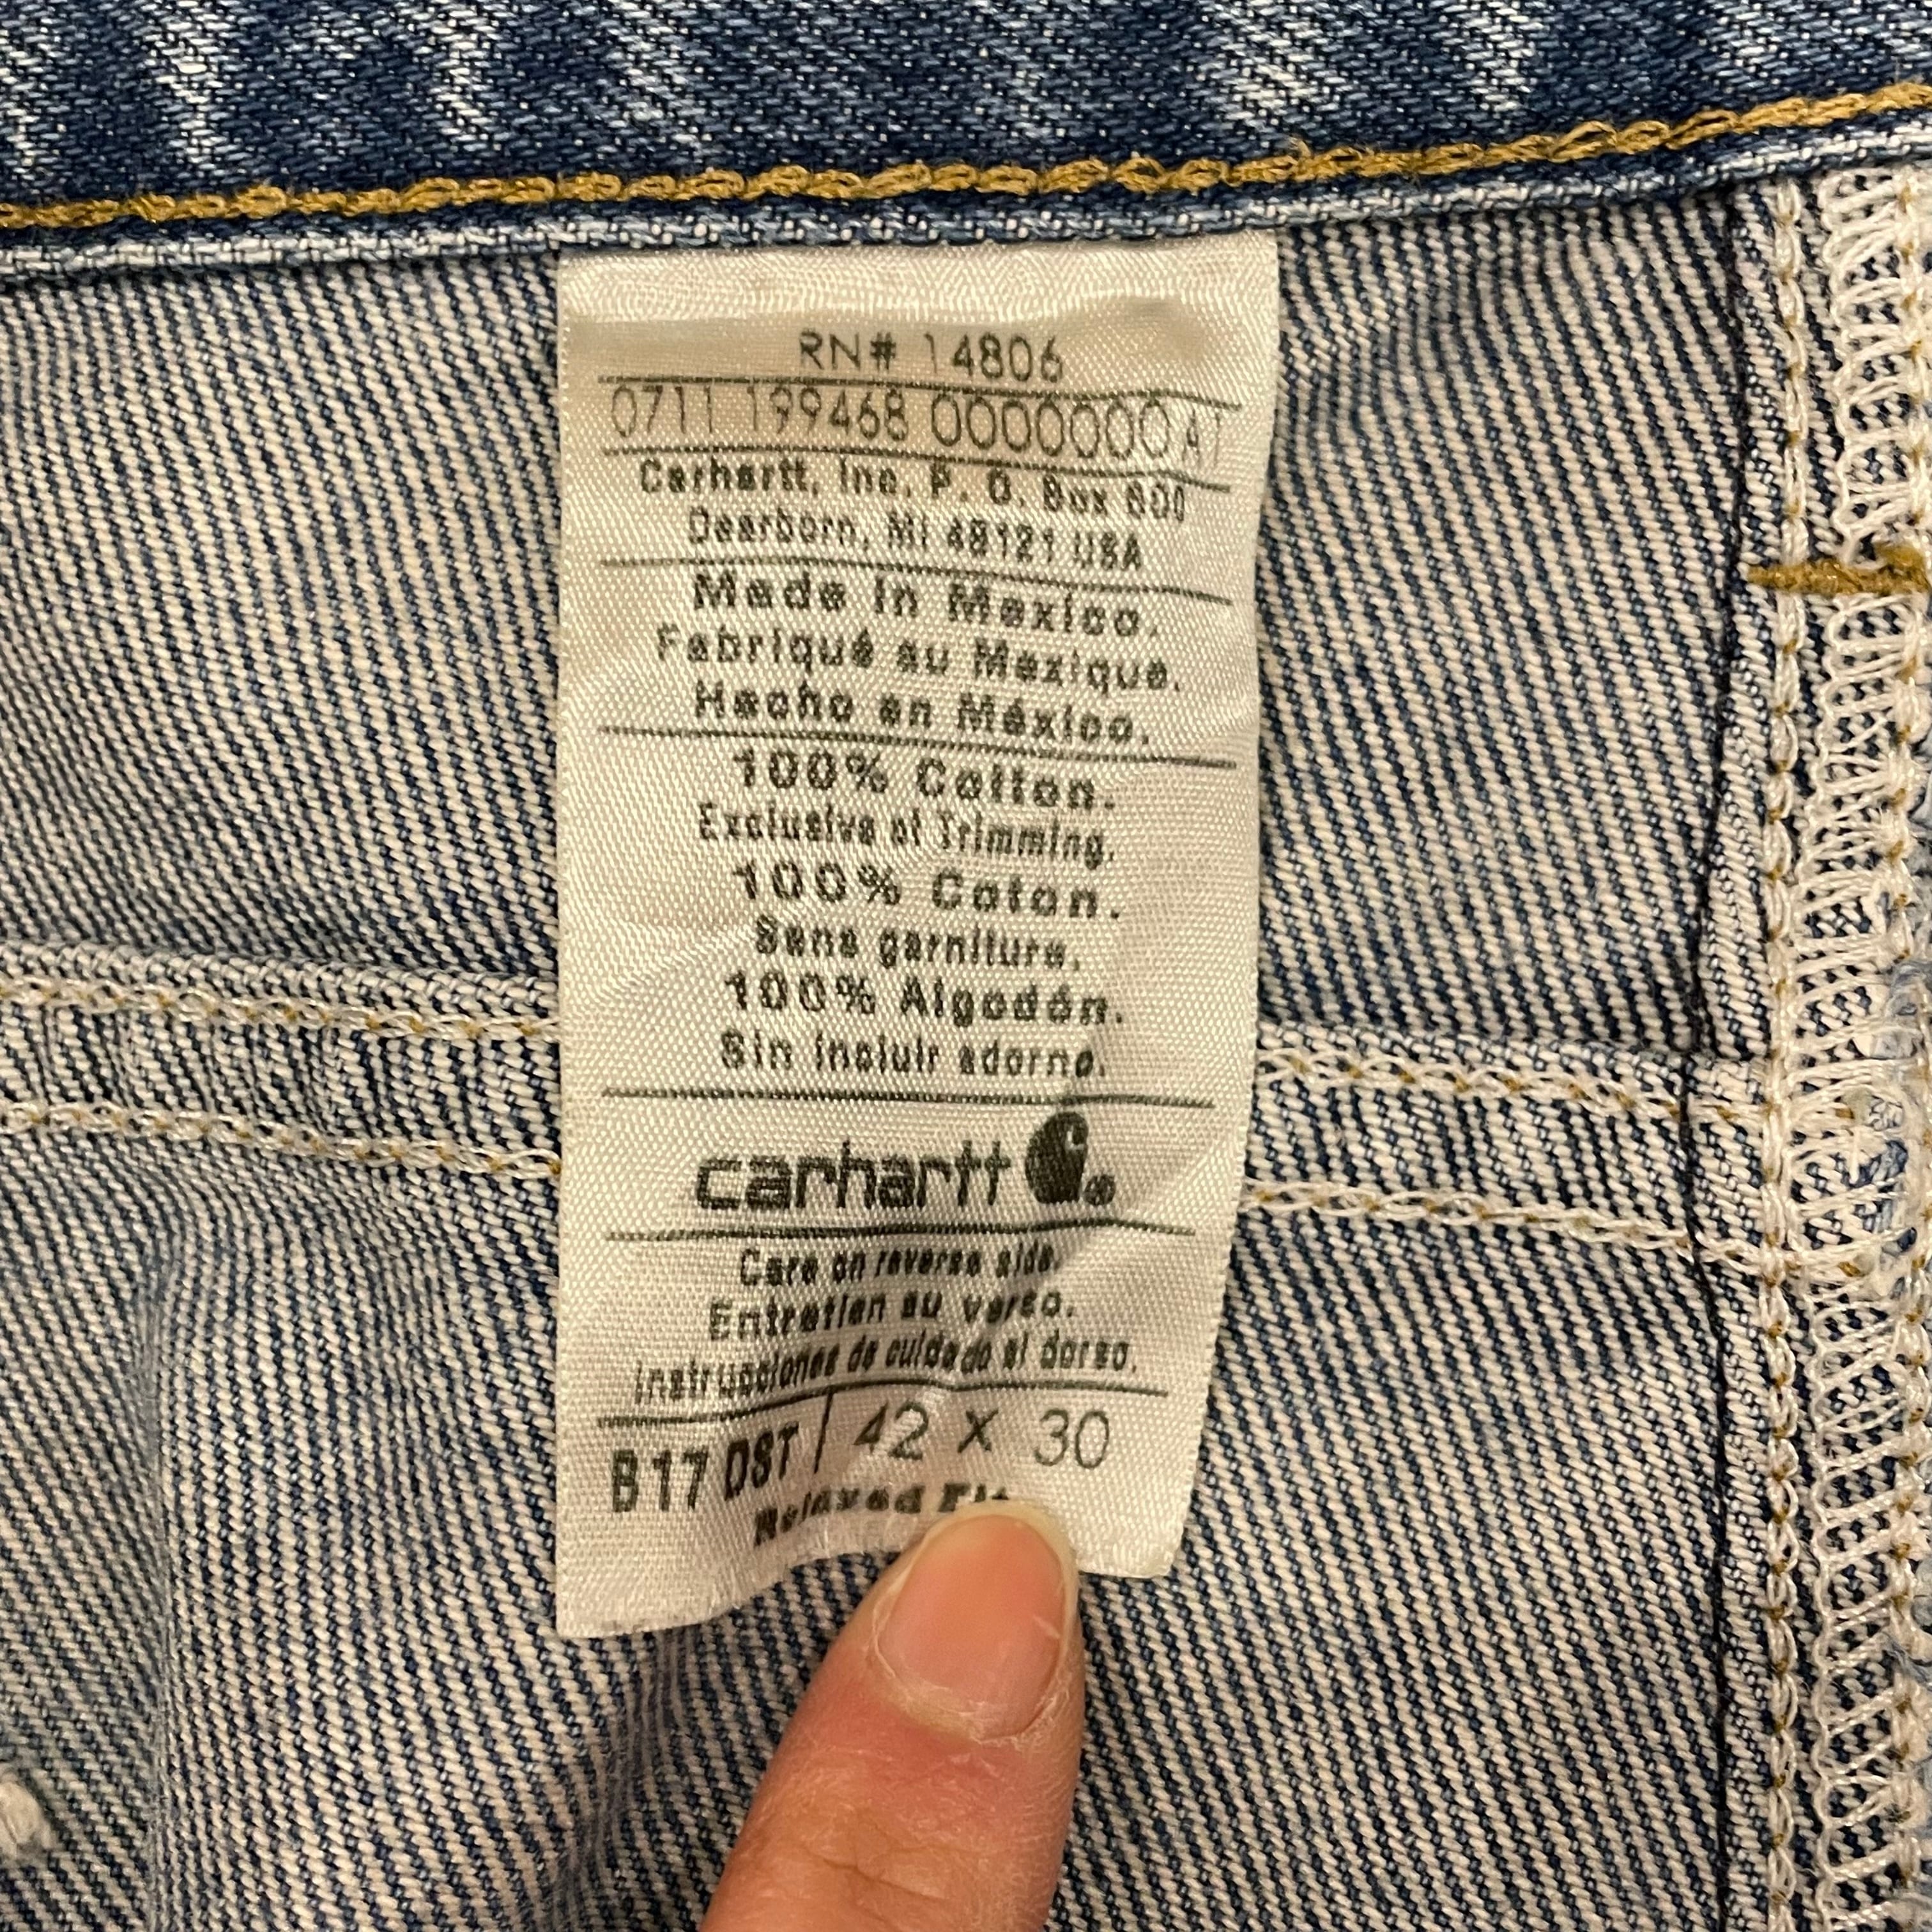 RN# 14806
0711 199468 0000000 AT
Carhartt, Inc. P. O. Box 600
Dearborn, MI 48121 USA
Made in Mexico.
Fabriqué au Mexique.
Hecho en México.
100% Cotton.
Exclusive of Trimming.
100% Coton.
Sans garniture.
100% Algodón.
Sin incluir adorno.
carhartt ®
Care on reverse side.
Entretien au verso.
Instrucciones de cuidado al dorso.
B17 DST / 42 X 30
Relaxed Fit